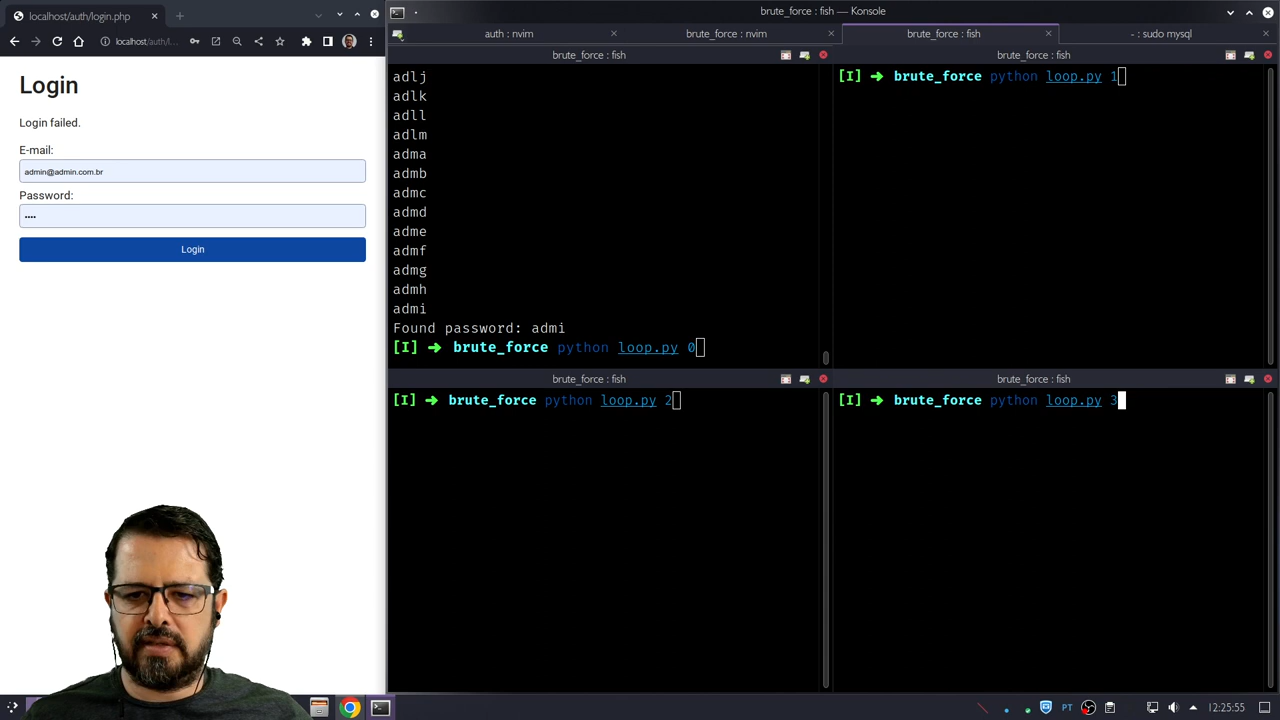 localhost/auth/login.php
localhost/auth/l...
Login
Login failed.
E-mail:
admin@admin.com.br
Password:
••••
Login
brute_force : fish — Konsole
auth : nvim
brute_force : nvim
brute_force : fish
- : sudo mysql
brute_force : fish
adlj
adlk
adll
adlm
adma
admb
admc
admd
adme
admf
admg
admh
admi
Found password: admi
[I] ➜ brute_force python loop.py 0
brute_force : fish
[I] ➜ brute_force python loop.py 1
brute_force : fish
[I] ➜ brute_force python loop.py 2
brute_force : fish
[I] ➜ brute_force python loop.py 3
PT
12:25:55